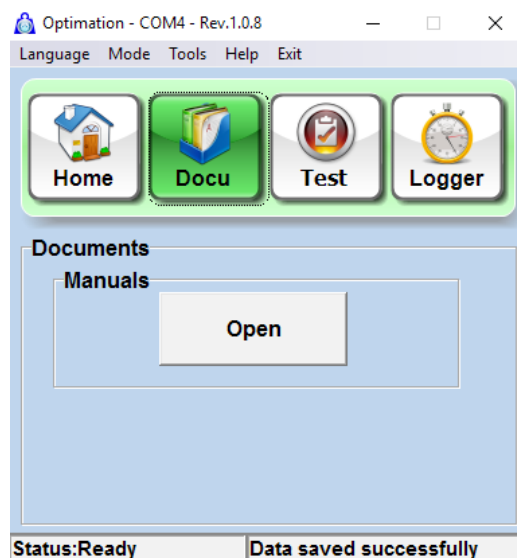 Optimation - COM4 - Rev.1.0.8
Language Mode Tools Help Exit
Home Docu Test Logger
Documents
Manuals
Open
Status:Ready Data saved successfully